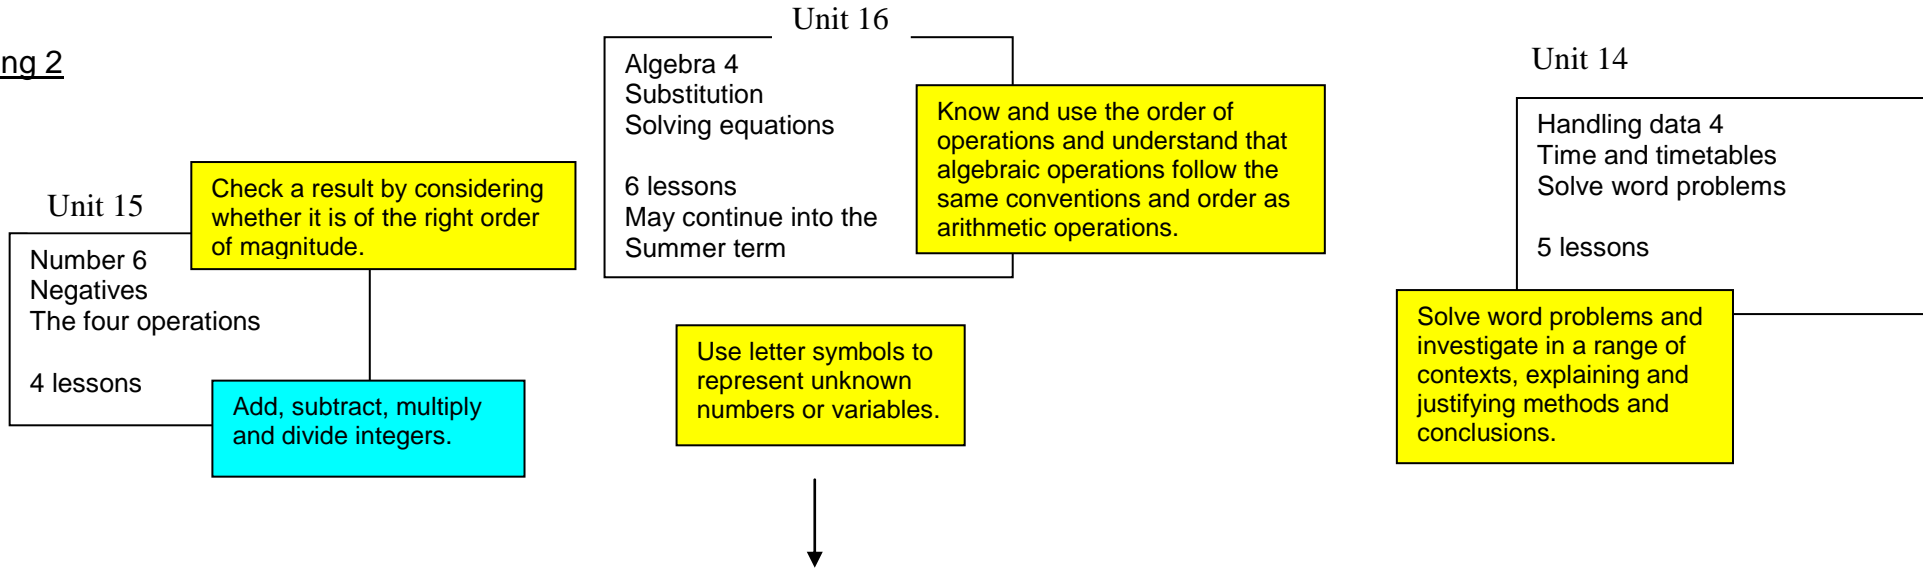 ng 2
Unit 15
Number 6
Negatives
The four operations
4 lessons
Check a result by considering
whether it is of the right order
of magnitude.
Add, subtract, multiply
and divide integers.
Unit 16
Algebra 4
Substitution
Solving equations
6 lessons
May continue into the
Summer term
Know and use the order of
operations and understand that
algebraic operations follow the
same conventions and order as
arithmetic operations.
Use letter symbols to
represent unknown
numbers or variables.
Unit 14
Handling data 4
Time and timetables
Solve word problems
5 lessons
Solve word problems and
investigate in a range of
contexts, explaining and
justifying methods and
conclusions.